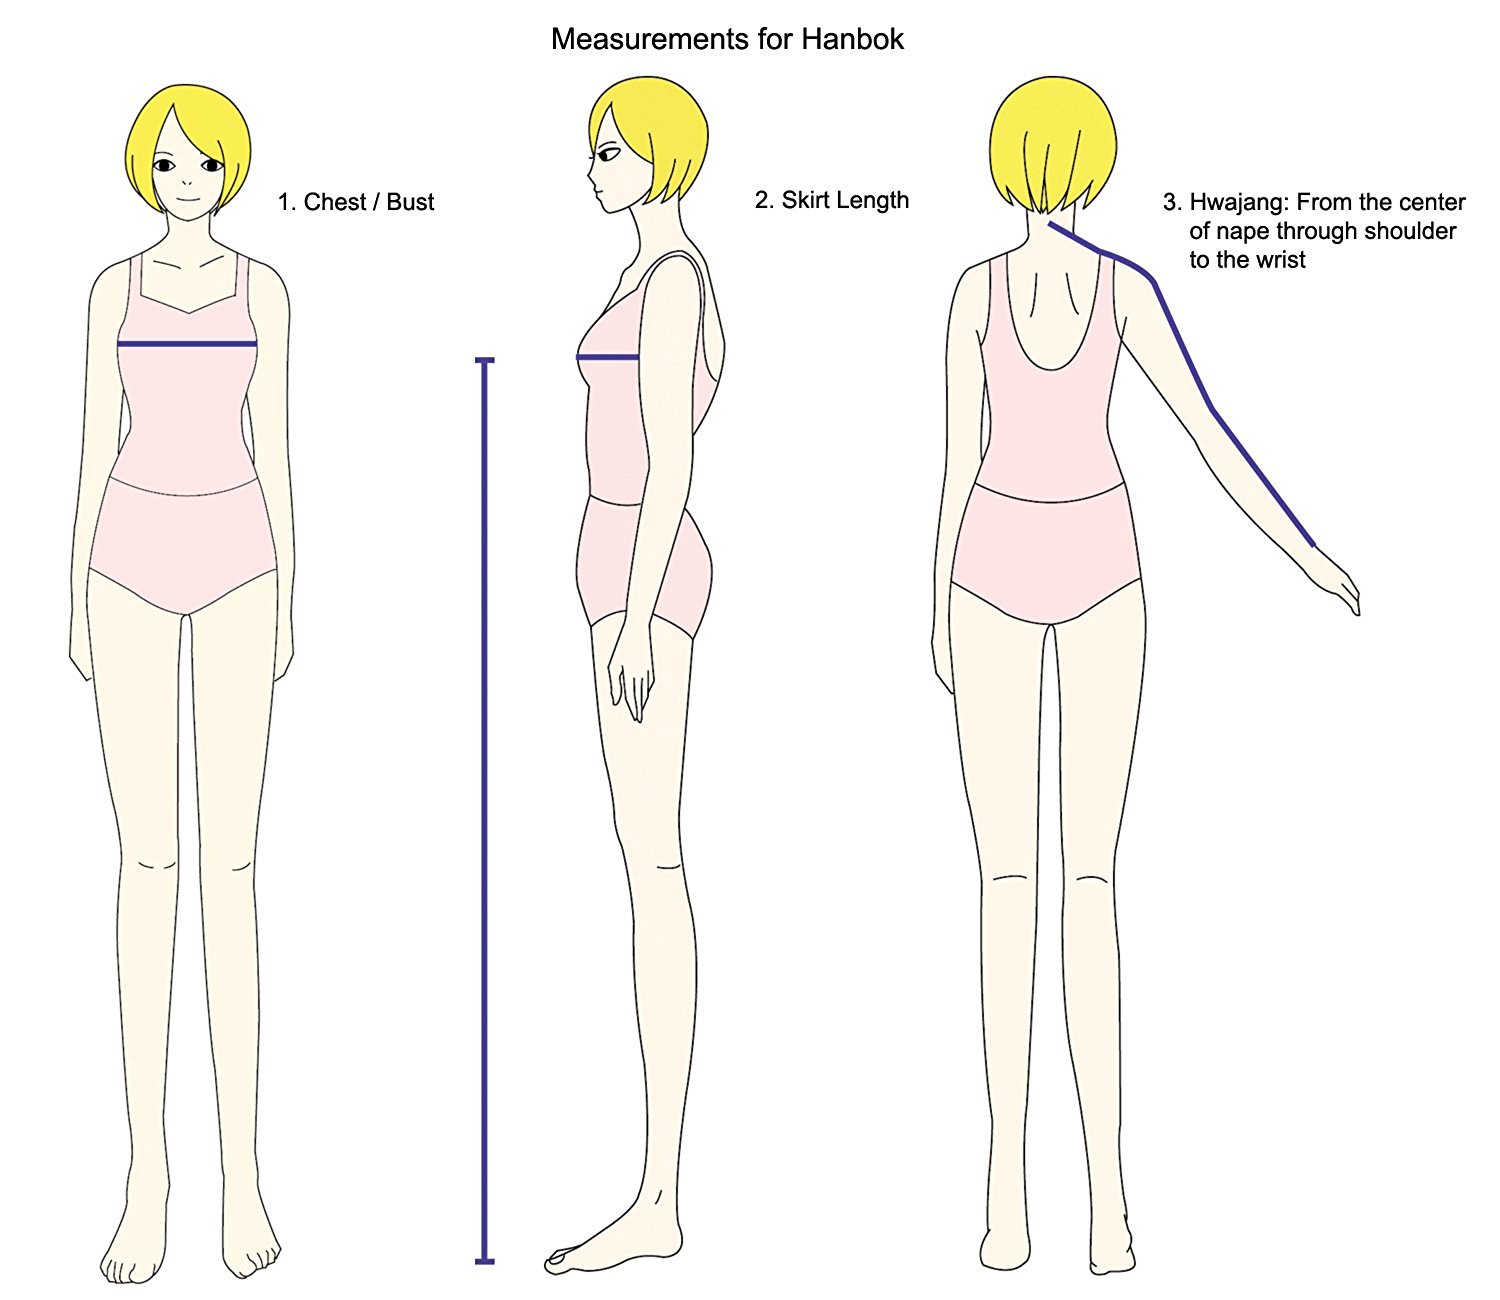 Measurements for Hanbok
1. Chest / Bust
2. Skirt Length
3. Hwajang: From the center
of nape through shoulder
to the wrist